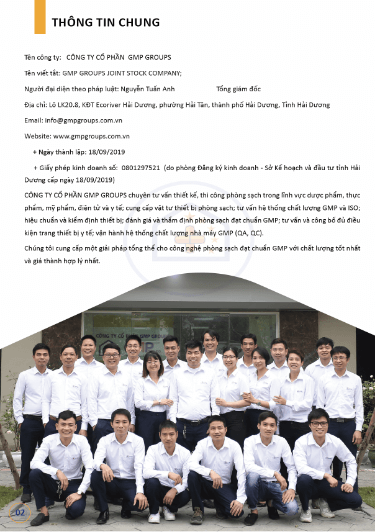 THÔNG TIN CHUNG
Tên công ty: CÔNG TY CỔ PHẦN GMP GROUPS
Tên viết tắt: GMP GROUPS JOINT STOCK COMPANY;
Người đại diện theo pháp luật: Nguyễn Tuấn Anh Tổng giám đốc
Địa chỉ: Lô LK20.8, KĐT Ecoriver Hải Dương, phường Hải Tân, thành phố Hải Dương, Tỉnh Hải Dương
Email: info@gmpgroups.com.vn
Website: www.gmpgroups.com.vn
+ Ngày thành lập: 18/09/2019
+ Giấy phép kinh doanh số: 0801297521 (do phòng Đăng ký kinh doanh - Sở Kế hoạch và đầu tư tỉnh Hải
Dương cấp ngày 18/09/2019)
CÔNG TY CỔ PHẦN GMP GROUPS chuyên tư vấn thiết kế, thi công phòng sạch trong lĩnh vực dược phẩm, thực
phẩm, mỹ phẩm, điện tử và y tế; cung cấp vật tư thiết bị phòng sạch; tư vấn hệ thống chất lượng GMP và ISO;
hiệu chuẩn và kiểm định thiết bị; đánh giá và thẩm định phòng sạch đạt chuẩn GMP; tư vấn và công bố đủ điều
kiện trang thiết bị y tế; vận hành hệ thống chất lượng nhà máy GMP (QA, QC).
Chúng tôi cung cấp một giải pháp tổng thể cho công nghệ phòng sạch đạt chuẩn GMP với chất lượng tốt nhất
và giá thành hợp lý nhất.
CÔNG TY CỔ PHẦN GMP GROUPS
02